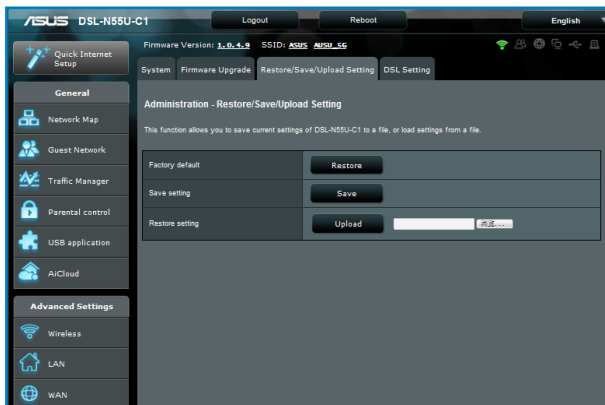 ASUS DSL-N55U-C1 Logout Reboot English
Quick Internet Setup
Firmware Version: 1.0.4.9 SSID: ASUS AUSU_5G
System Firmware Upgrade Restore/Save/Upload Setting DSL Setting
General
Network Map
Guest Network
Traffic Manager
Parental control
USB application
AiCloud
Advanced Settings
Wireless
LAN
WAN
Administration - Restore/Save/Upload Setting
This function allows you to save current settings of DSL-N55U-C1 to a file, or load settings from a file.
Factory default Restore
Save setting Save
Restore setting Upload